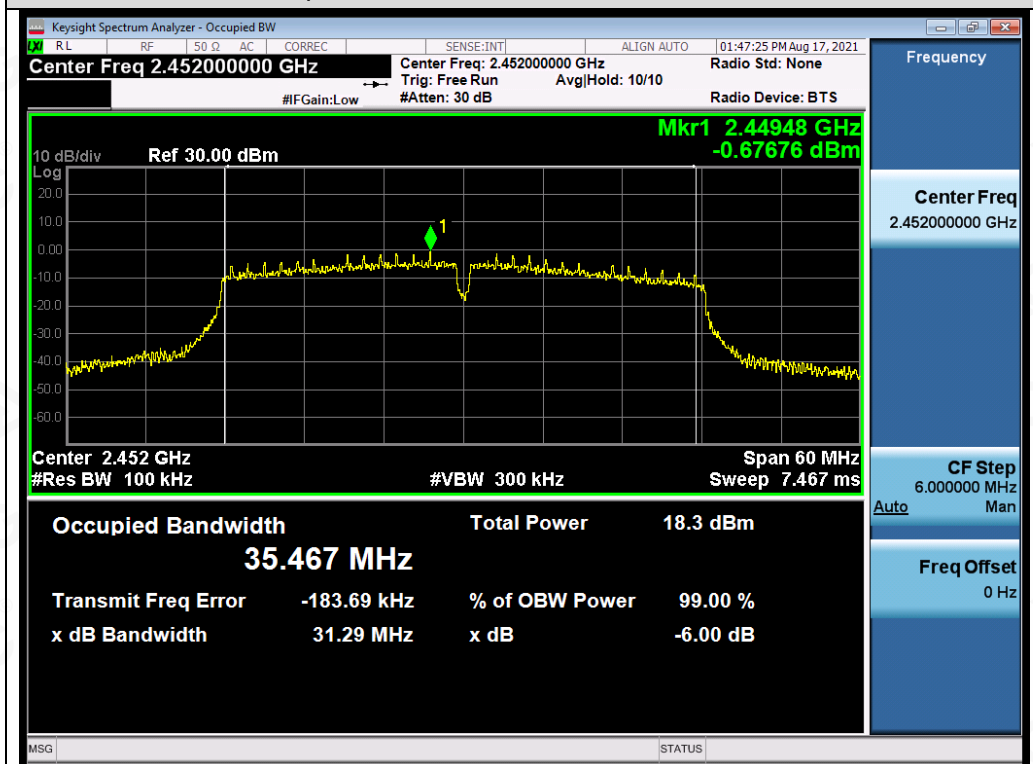 Keysight Spectrum Analyzer - Occupied BW
LXI RL RF 50 Ω AC CORREC SENSE:INT ALIGN AUTO 01:47:25 PM Aug 17, 2021
Center Freq 2.452000000 GHz
Center Freq: 2.452000000 GHz
Radio Std: None
Trig: Free Run Avg|Hold: 10/10
#IFGain:Low
#Atten: 30 dB
Radio Device: BTS
Mkr1 2.44948 GHz
-0.67676 dBm
10 dB/div Ref 30.00 dBm
Log
20.0
10.0
0.00
-10.0
-20.0
-30.0
-40.0
-50.0
-60.0
1
Center 2.452 GHz Span 60 MHz
#Res BW 100 kHz #VBW 300 kHz Sweep 7.467 ms
Occupied Bandwidth Total Power 18.3 dBm
35.467 MHz
Transmit Freq Error -183.69 kHz % of OBW Power 99.00 %
x dB Bandwidth 31.29 MHz x dB -6.00 dB
Frequency
Center Freq
2.452000000 GHz
CF Step
6.000000 MHz
Auto Man
Freq Offset
0 Hz
MSG STATUS